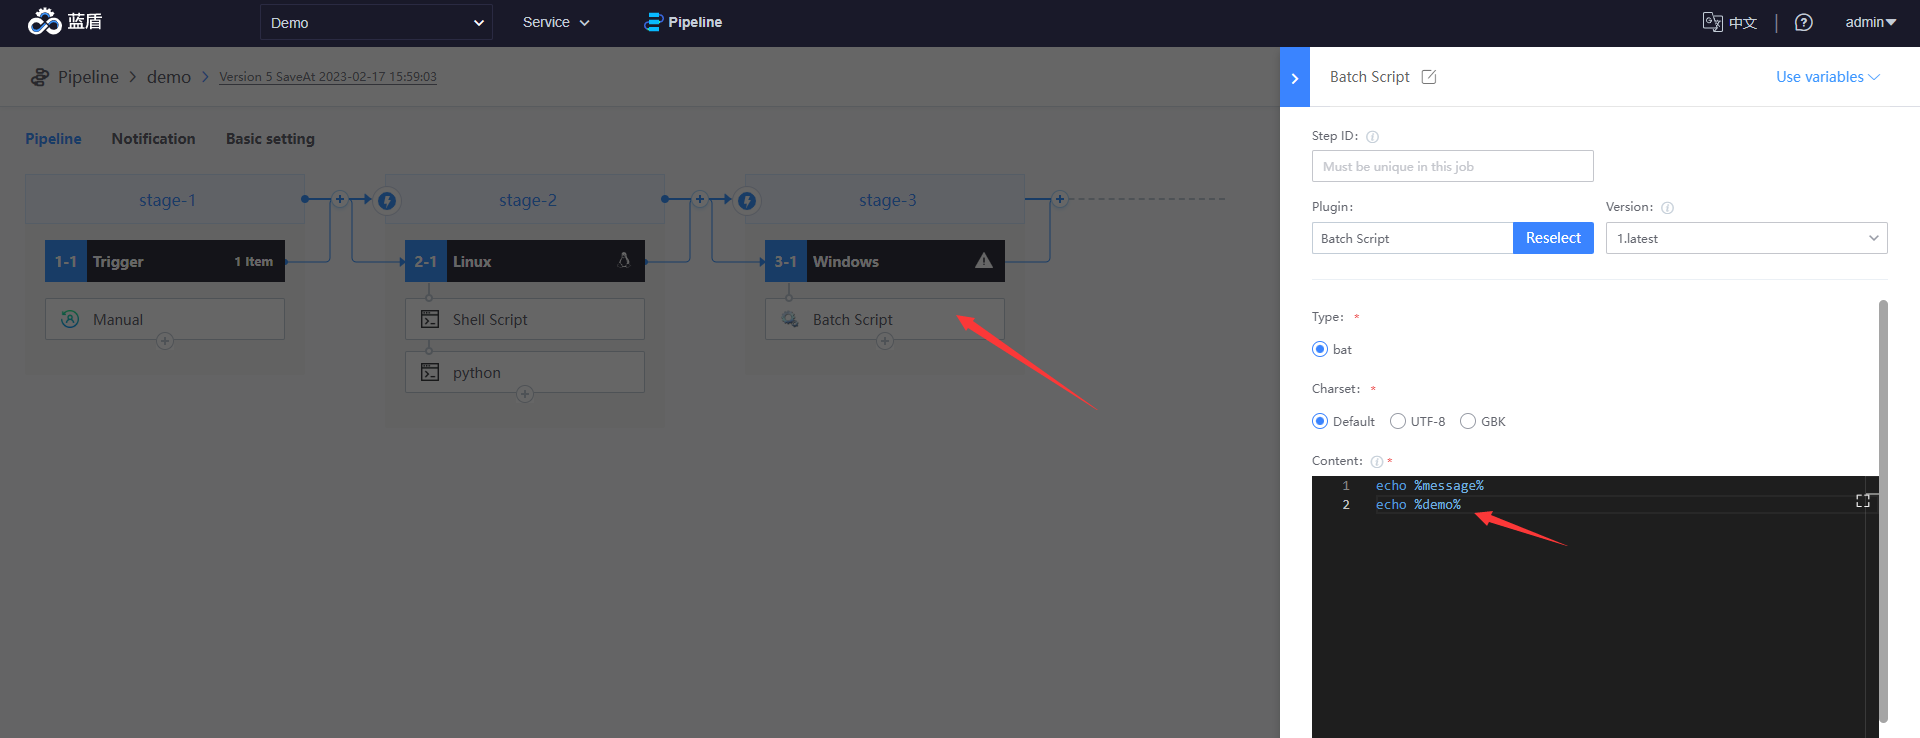 蓝盾
Demo
Service
Pipeline
中文
admin
Pipeline
demo
Version 5 SaveAt 2023-02-17 15:59:03
Pipeline
Notification
Basic setting
stage-1
stage-2
stage-3
1-1
Trigger
1 Item
2-1
Linux
3-1
Windows
Manual
Shell Script
Batch Script
python
Batch Script
Use variables
Step ID:
Must be unique in this job
Plugin:
Version:
Batch Script
Reselect
1.latest
Type: *
bat
Charset: *
Default
UTF-8
GBK
Content: *
1 echo %message%
2 echo %demo%